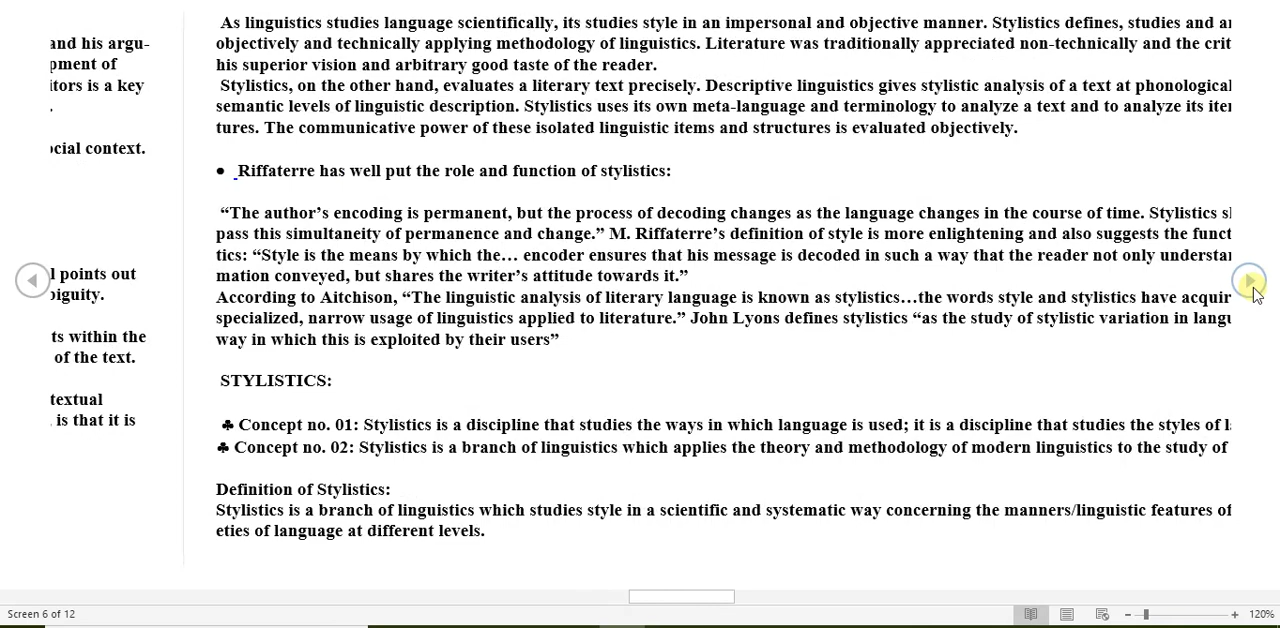 and his argu-
pment of
itors is a key
.
ocial context.
l points out
biguity.
ts within the
of the text.
textual
. is that it is
As linguistics studies language scientifically, its studies style in an impersonal and objective manner. Stylistics defines, studies and
objectively and technically applying methodology of linguistics. Literature was traditionally appreciated non-technically and the crit
his superior vision and arbitrary good taste of the reader.
Stylistics, on the other hand, evaluates a literary text precisely. Descriptive linguistics gives stylistic analysis of a text at phonological
semantic levels of linguistic description. Stylistics uses its own meta-language and terminology to analyze a text and to analyze its iter
tures. The communicative power of these isolated linguistic items and structures is evaluated objectively.
● Riffaterre has well put the role and function of stylistics:
“The author’s encoding is permanent, but the process of decoding changes as the language changes in the course of time. Stylistics
pass this simultaneity of permanence and change.” M. Riffaterre’s definition of style is more enlightening and also suggests the funct
tics: “Style is the means by which the… encoder ensures that his message is decoded in such a way that the reader not only understa
mation conveyed, but shares the writer’s attitude towards it.”
According to Aitchison, “The linguistic analysis of literary language is known as stylistics…the words style and stylistics have acquir
specialized, narrow usage of linguistics applied to literature.” John Lyons defines stylistics “as the study of stylistic variation in langu
way in which this is exploited by their users”
STYLISTICS:
♣ Concept no. 01: Stylistics is a discipline that studies the ways in which language is used; it is a discipline that studies the styles of
♣ Concept no. 02: Stylistics is a branch of linguistics which applies the theory and methodology of modern linguistics to the study of
Definition of Stylistics:
Stylistics is a branch of linguistics which studies style in a scientific and systematic way concerning the manners/linguistic features of
eties of language at different levels.
Screen 6 of 12
120%